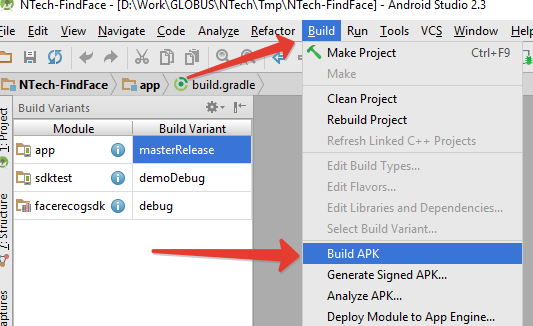 NTech-FindFace - [D:\Work\GLOBUS\NTech\Tmp\NTech-FindFace] - Android Studio 2.3
Edit View Navigate Code Analyze Refactor Build Run Tools VCS Window Help
NTech-FindFace app build.gradle
Build Variants
Module Build Variant
app masterRelease
sdktest demoDebug
facerecogsdk debug
1: Project
7: Structure
Captures
Make Project Ctrl+F9
Make
Clean Project
Rebuild Project
Refresh Linked C++ Projects
Edit Build Types...
Edit Flavors...
Edit Libraries and Dependencies...
Select Build Variant...
Build APK
Generate Signed APK...
Analyze APK...
Deploy Module to App Engine...